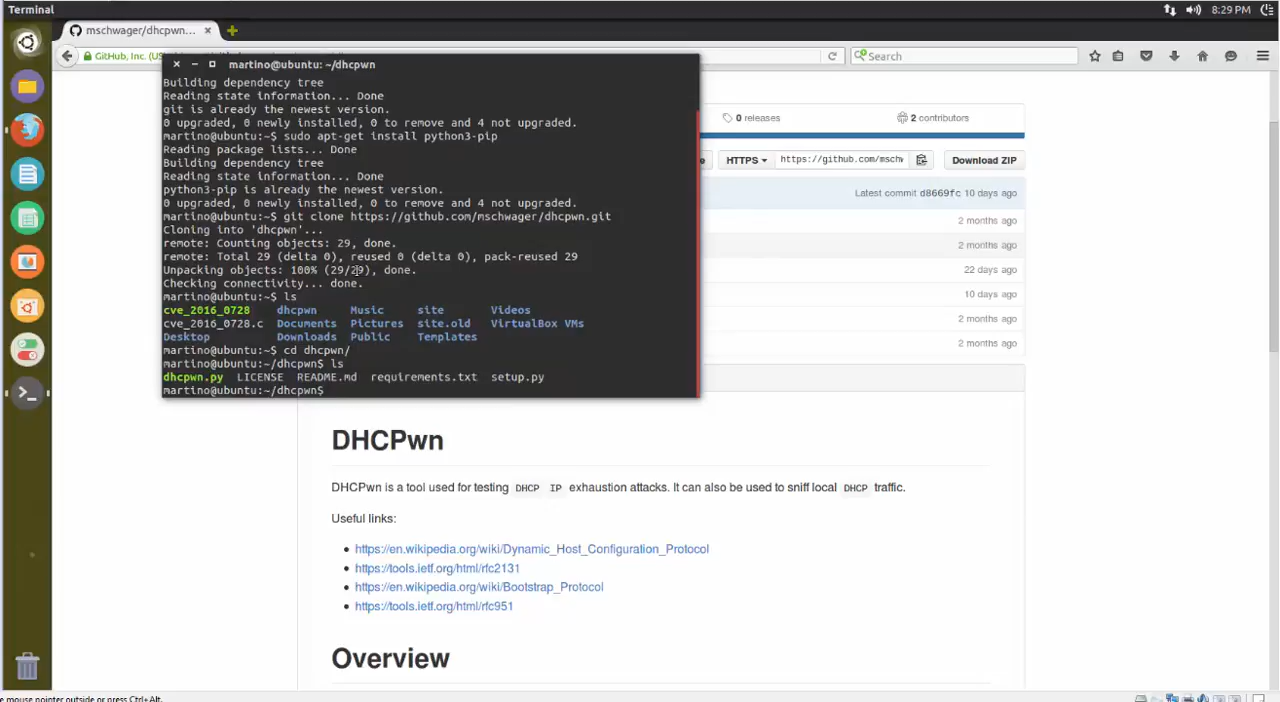 Terminal
8:29 PM
mschwager/dhcpwn...
GitHub, Inc. (US)
Search
martino@ubuntu: ~/dhcpwn
Building dependency tree
Reading state information... Done
git is already the newest version.
0 upgraded, 0 newly installed, 0 to remove and 4 not upgraded.
martino@ubuntu:~$ sudo apt-get install python3-pip
Reading package lists... Done
Building dependency tree
Reading state information... Done
python3-pip is already the newest version.
0 upgraded, 0 newly installed, 0 to remove and 4 not upgraded.
martino@ubuntu:~$ git clone https://github.com/mschwager/dhcpwn.git
Cloning into 'dhcpwn'...
remote: Counting objects: 29, done.
remote: Total 29 (delta 0), reused 0 (delta 0), pack-reused 29
Unpacking objects: 100% (29/29), done.
Checking connectivity... done.
martino@ubuntu:~$ ls
cve_2016_0728 dhcpwn Music site Videos
cve_2016_0728.c Documents Pictures site.old VirtualBox VMs
Desktop Downloads Public Templates
martino@ubuntu:~$ cd dhcpwn/
martino@ubuntu:~/dhcpwn$ ls
dhcpwn.py LICENSE README.md requirements.txt setup.py
martino@ubuntu:~/dhcpwn$
0 releases
2 contributors
HTTPS
https://github.com/mschw
Download ZIP
Latest commit d8669fc 10 days ago
2 months ago
2 months ago
22 days ago
10 days ago
2 months ago
2 months ago
DHCPwn
DHCPwn is a tool used for testing DHCP IP exhaustion attacks. It can also be used to sniff local DHCP traffic.
Useful links:
https://en.wikipedia.org/wiki/Dynamic_Host_Configuration_Protocol
https://tools.ietf.org/html/rfc2131
https://en.wikipedia.org/wiki/Bootstrap_Protocol
https://tools.ietf.org/html/rfc951
Overview
e mouse pointer outside or press Ctrl+Alt.